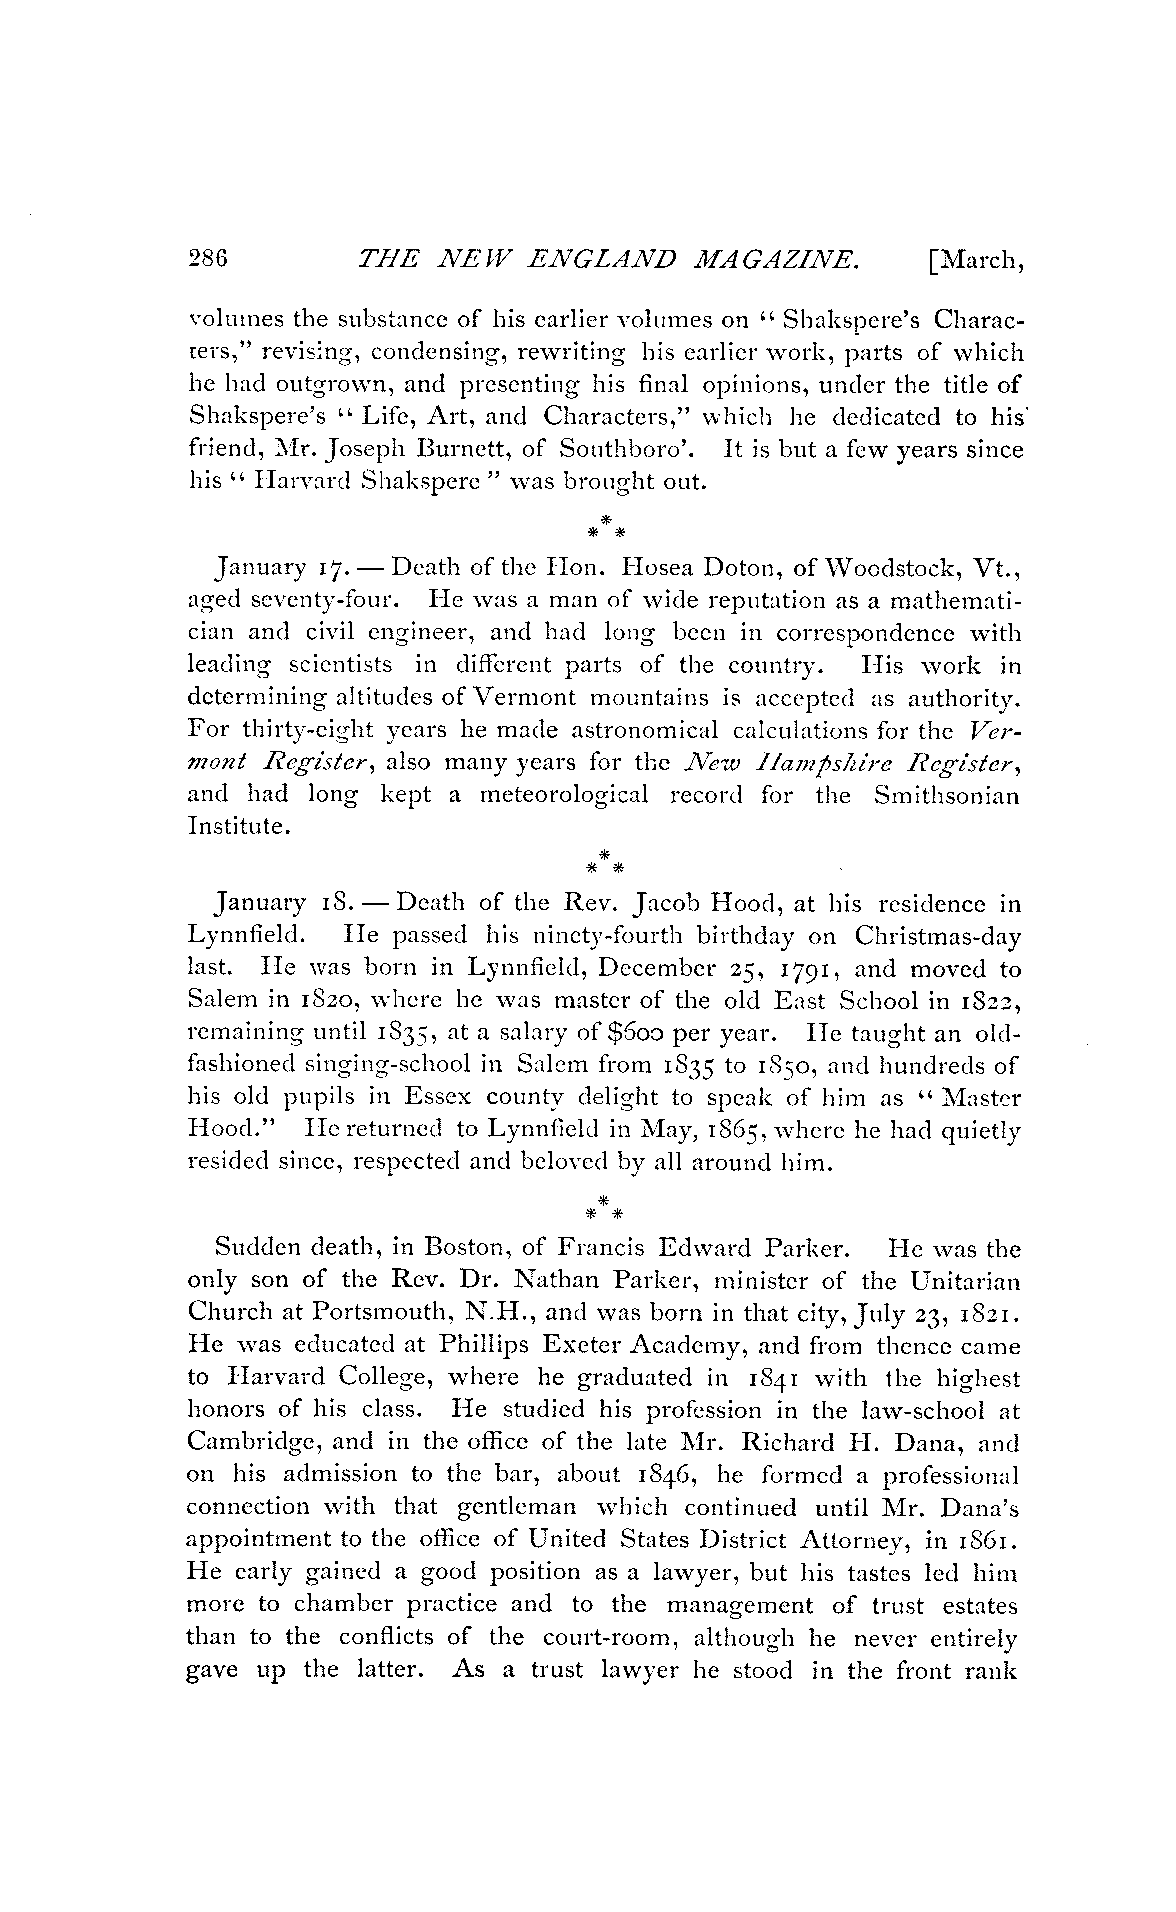 286 THE NEW ENGLAND MAGAZINE. [March,
volumes the substance of his earlier volumes on “ Shakspere's Charac-
ters,” revising, condensing, rewriting his earlier work, parts of which
he had outgrown, and presenting his final opinions, under the title of
Shakspere's “ Life, Art, and Characters,” which he dedicated to his
friend, Mr. Joseph Burnett, of Southboro'. It is but a few years since
his “ Harvard Shakspere ” was brought out.
* * *
January 17. — Death of the Hon. Hosea Doton, of Woodstock, Vt.,
aged seventy-four. He was a man of wide reputation as a mathemati-
cian and civil engineer, and had long been in correspondence with
leading scientists in different parts of the country. His work in
determining altitudes of Vermont mountains is accepted as authority.
For thirty-eight years he made astronomical calculations for the Ver-
mont Register, also many years for the New Hampshire Register,
and had long kept a meteorological record for the Smithsonian
Institute.
* * *
January 18. — Death of the Rev. Jacob Hood, at his residence in
Lynnfield. He passed his ninety-fourth birthday on Christmas-day
last. He was born in Lynnfield, December 25, 1791, and moved to
Salem in 1820, where he was master of the old East School in 1822,
remaining until 1835, at a salary of $600 per year. He taught an old-
fashioned singing-school in Salem from 1835 to 1850, and hundreds of
his old pupils in Essex county delight to speak of him as “ Master
Hood.” He returned to Lynnfield in May, 1865, where he had quietly
resided since, respected and beloved by all around him.
* * *
Sudden death, in Boston, of Francis Edward Parker. He was the
only son of the Rev. Dr. Nathan Parker, minister of the Unitarian
Church at Portsmouth, N.H., and was born in that city, July 23, 1821.
He was educated at Phillips Exeter Academy, and from thence came
to Harvard College, where he graduated in 1841 with the highest
honors of his class. He studied his profession in the law-school at
Cambridge, and in the office of the late Mr. Richard H. Dana, and
on his admission to the bar, about 1846, he formed a professional
connection with that gentleman which continued until Mr. Dana's
appointment to the office of United States District Attorney, in 1861.
He early gained a good position as a lawyer, but his tastes led him
more to chamber practice and to the management of trust estates
than to the conflicts of the court-room, although he never entirely
gave up the latter. As a trust lawyer he stood in the front rank